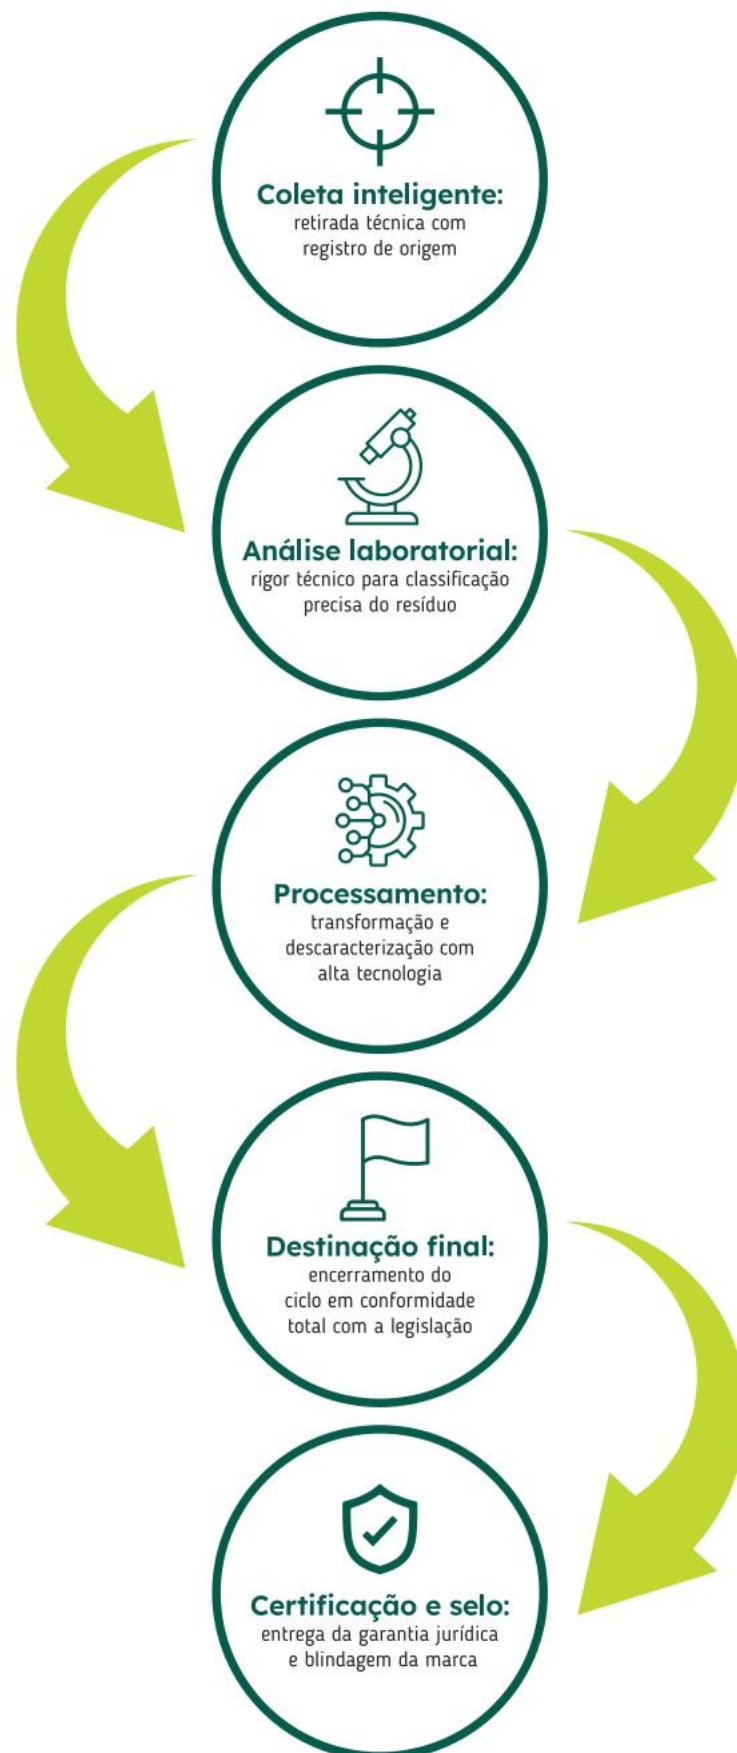 Coleta inteligente:
retirada técnica com
registro de origem
Análise laboratorial:
rigor técnico para classificação
precisa do resíduo
Processamento:
transformação e
descaracterização com
alta tecnologia
Destinação final:
encerramento do
ciclo em conformidade
total com a legislação
Certificação e selo:
entrega da garantia jurídica
e blindagem da marca